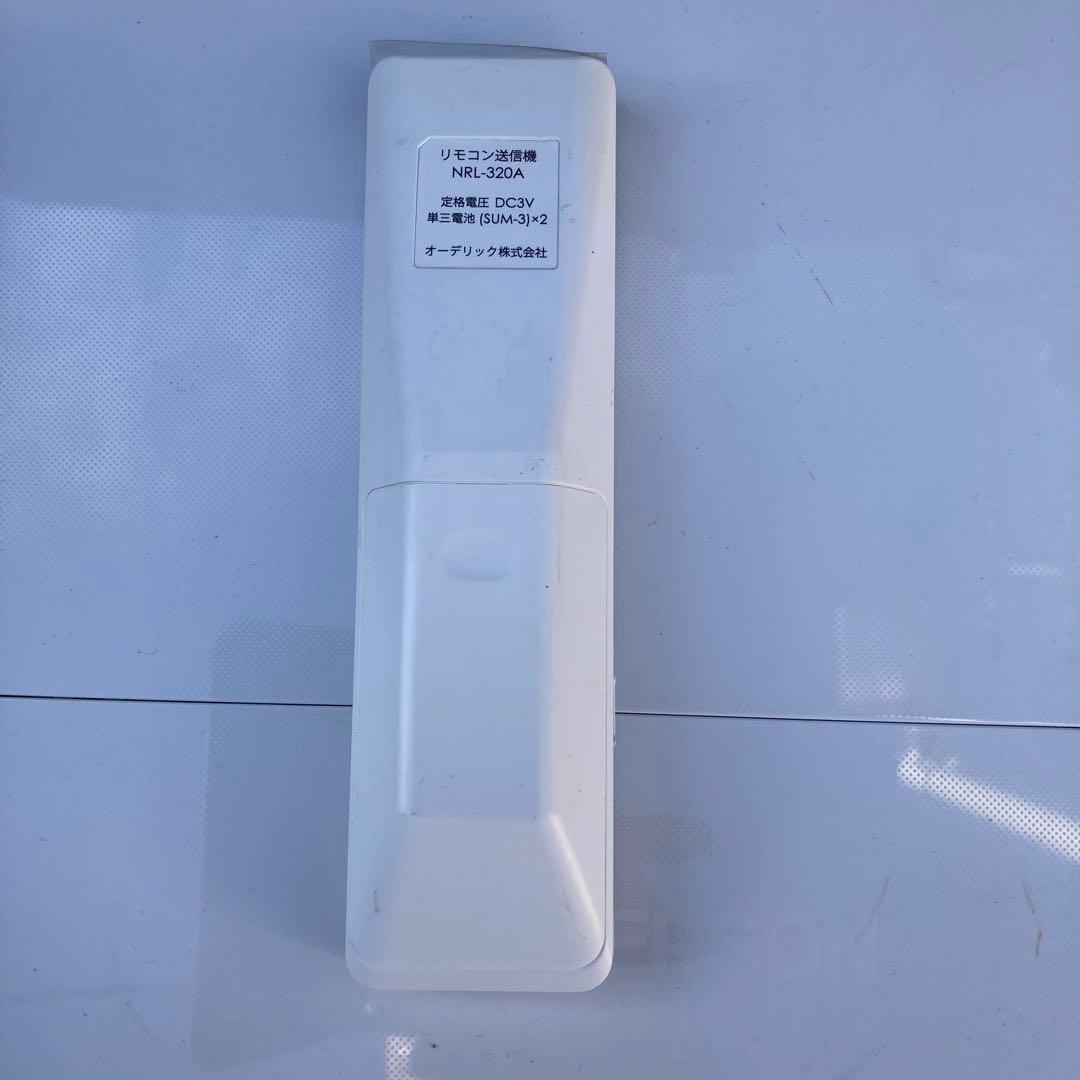 リモコン送信機
NRL-320A
定格電圧 DC3V
単三電池 (SUM-3)×2
オーデリック株式会社
EPSON